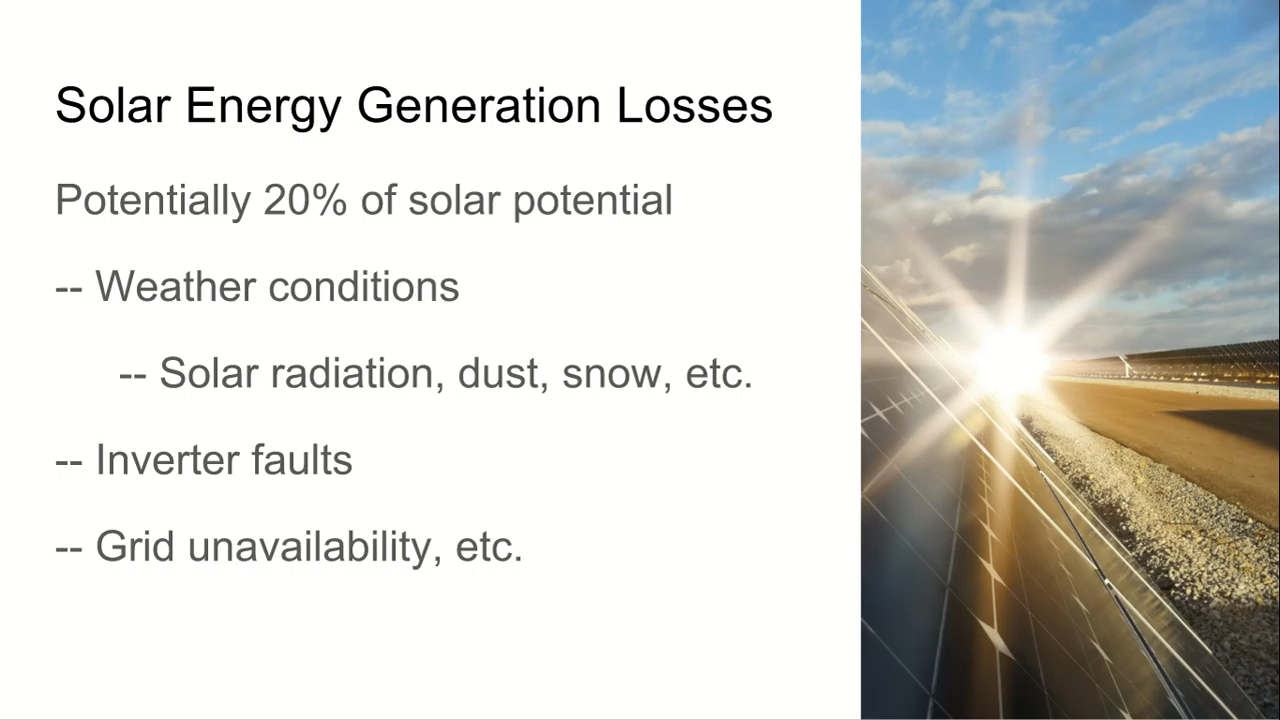 Solar Energy Generation Losses
Potentially 20% of solar potential
-- Weather conditions
-- Solar radiation, dust, snow, etc.
-- Inverter faults
-- Grid unavailability, etc.